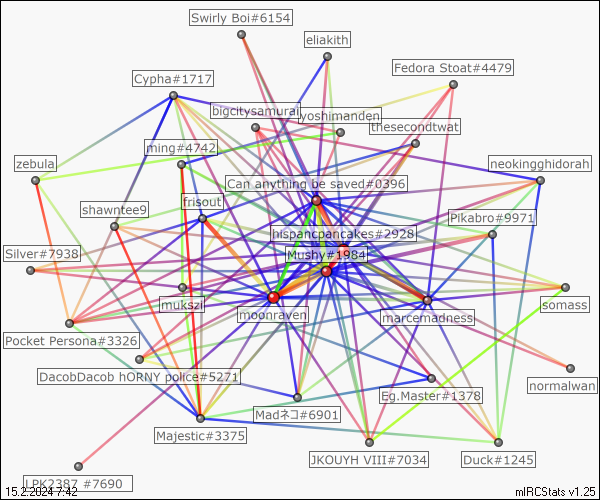 Swirly Boi#6154
eliakith
Fedora Stoat#4479
Cypha#1717
bigcitysamurai
yoshimanden
thesecondtwat
ming#4742
zebula
neokingghidorah
Can anything be saved#0396
frisout
shawntee9
Pikabro#9971
hispancpancakes#2928
Silver#7938
Mushy#1984
mukszi
somass
moonraven
marcemadness
Pocket Persona#3326
DacobDacob hORNY police#5271
normalwan
Eg.Master#1378
Madネコ#6901
Majestic#3375
JKOUYH VIII#7034
Duck#1245
LPK2387 #7690
15.2.2024 7:42
mIRCStats v1.25